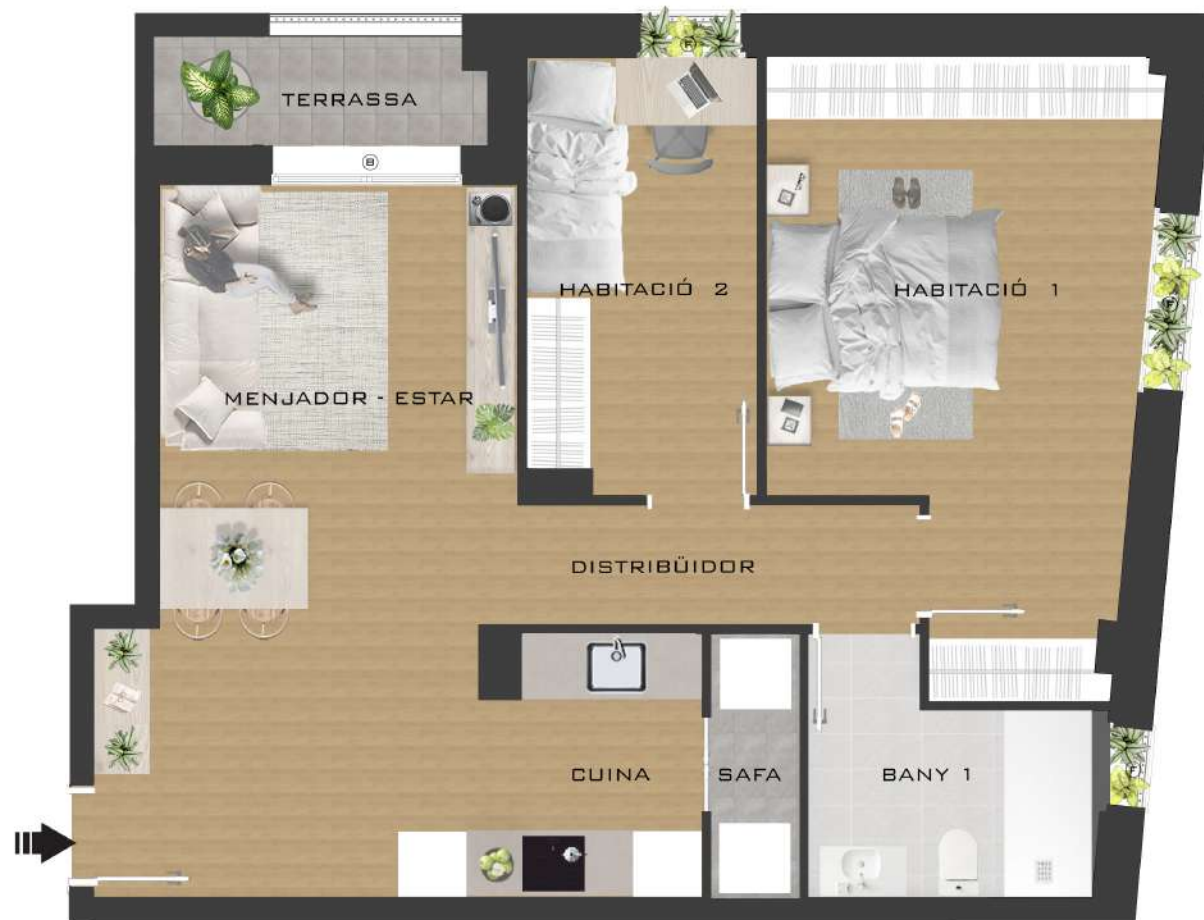 TERRASSA
B
F
HABITACIÓ 2
HABITACIÓ 1
F
MENJADOR - ESTAR
DISTRIBÜIDOR
CUINA
SAFA
BANY 1
F